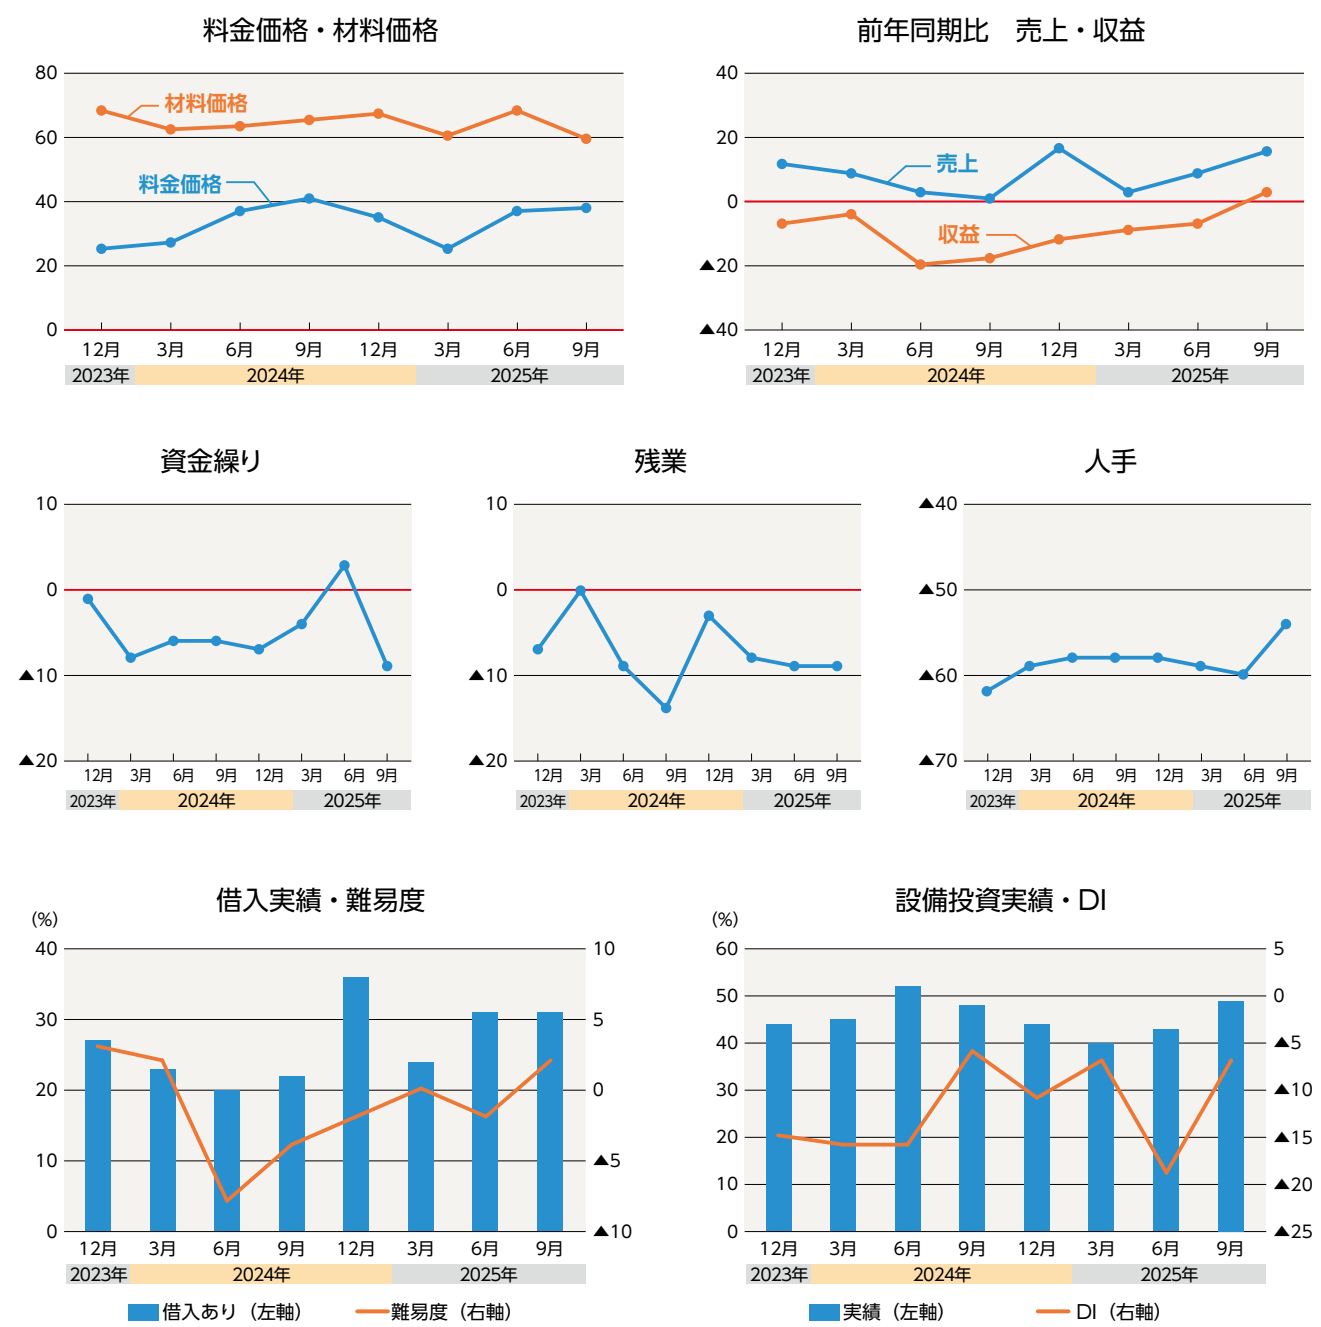 料金価格・材料価格
80
60
40
20
0
材料価格
料金価格
12月 3月 6月 9月 12月 3月 6月 9月
2023年 2024年 2025年
前年同期比　売上・収益
40
20
0
▲20
▲40
売上
収益
12月 3月 6月 9月 12月 3月 6月 9月
2023年 2024年 2025年
資金繰り
10
0
▲10
▲20
12月 3月 6月 9月 12月 3月 6月 9月
2023年 2024年 2025年
残業
10
0
▲10
▲20
12月 3月 6月 9月 12月 3月 6月 9月
2023年 2024年 2025年
人手
▲40
▲50
▲60
▲70
12月 3月 6月 9月 12月 3月 6月 9月
2023年 2024年 2025年
借入実績・難易度
(%)
40
30
20
10
0
10
5
0
▲5
▲10
12月 3月 6月 9月 12月 3月 6月 9月
2023年 2024年 2025年
借入あり（左軸） 難易度（右軸）
設備投資実績・DI
(%)
60
50
40
30
20
10
0
5
0
▲5
▲10
▲15
▲20
▲25
12月 3月 6月 9月 12月 3月 6月 9月
2023年 2024年 2025年
実績（左軸） DI（右軸）